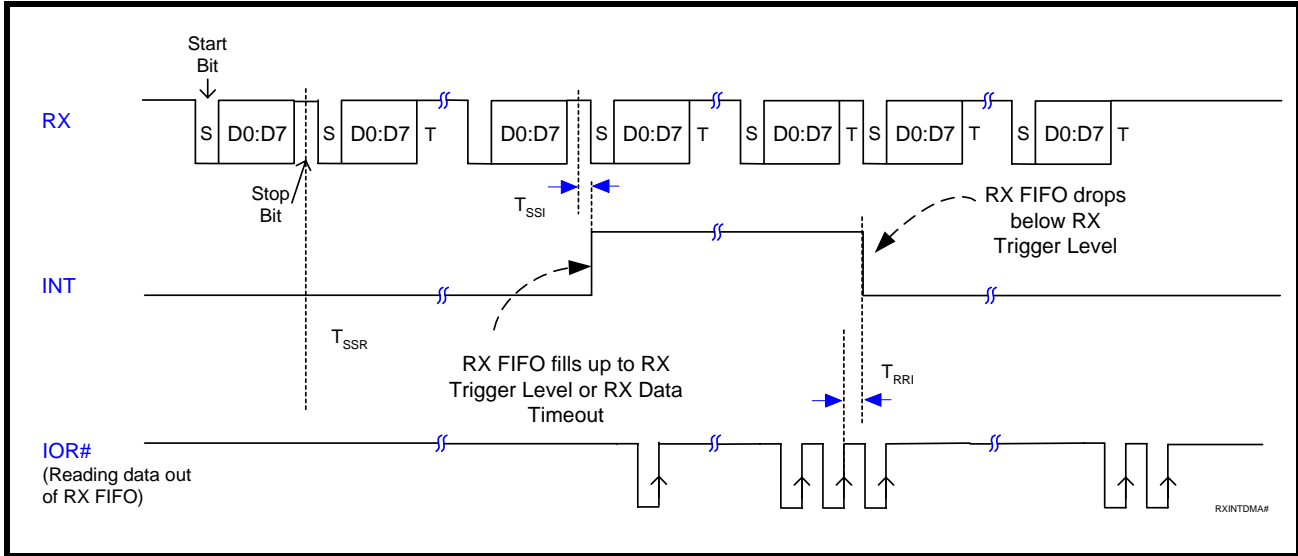 Start
Bit
RX
S D0:D7 S D0:D7 T D0:D7 S D0:D7 T S D0:D7 T S D0:D7 T S D0:D7 T
Stop
Bit
TSSI
RX FIFO drops
below RX
Trigger Level
INT
TSSR
RX FIFO fills up to RX
Trigger Level or RX Data
Timeout
TRRI
IOR#
(Reading data out
of RX FIFO)
RXINTDMA#